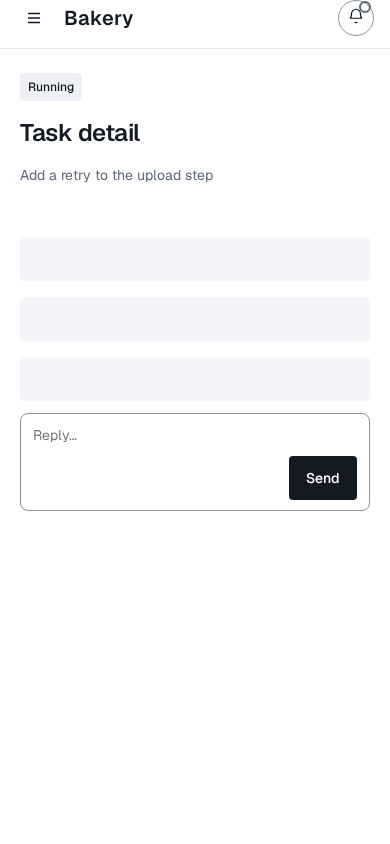 Bakery
Running
Task detail
Add a retry to the upload step
Reply...
Send